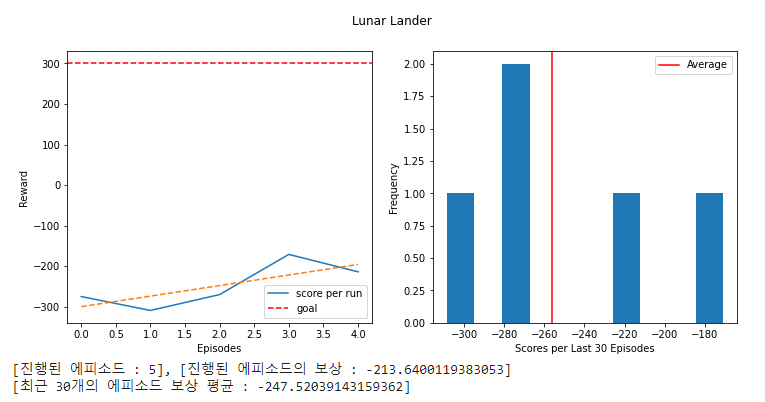 Lunar Lander
300
200
100
0
−100
−200
−300
Reward
score per run
goal
0.0 0.5 1.0 1.5 2.0 2.5 3.0 3.5 4.0
Episodes
2.00
1.75
1.50
1.25
1.00
0.75
0.50
0.25
0.00
Frequency
Average
−300 −280 −260 −240 −220 −200 −180
Scores per Last 30 Episodes
[진행된 에피소드 : 5], [진행된 에피소드의 보상 : -213.6400119383053]
[최근 30개의 에피소드 보상 평균 : -247.52039143159362]